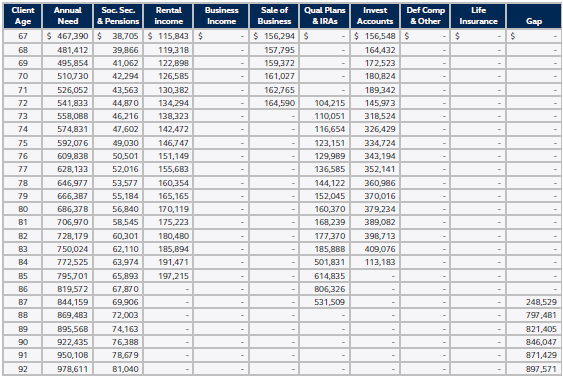 Client Age Annual Need Soc. Sec. & Pensions Rental Income Business Income Sale of Business Qual Plans & IRAs Invest Accounts Def Comp & Other Life Insurance Gap
67 $ 467,390 $ 38,705 $ 115,843 $ - $ 156,294 $ - $ 156,548 $ - $ - $ -
68 481,412 39,866 119,318 - 157,795 - 164,432 - - -
69 495,854 41,062 122,898 - 159,372 - 172,523 - - -
70 510,730 42,294 126,585 - 161,027 - 180,824 - - -
71 526,052 43,563 130,382 - 162,765 - 189,342 - - -
72 541,833 44,870 134,294 - 164,590 104,215 145,973 - - -
73 558,088 46,216 138,323 - - 110,051 318,524 - - -
74 574,831 47,602 142,472 - - 116,654 326,429 - - -
75 592,076 49,030 146,747 - - 123,151 334,724 - - -
76 609,838 50,501 151,149 - - 129,989 343,194 - - -
77 628,133 52,016 155,683 - - 136,585 352,141 - - -
78 646,977 53,577 160,354 - - 144,122 360,986 - - -
79 666,387 55,184 165,165 - - 152,045 370,016 - - -
80 686,378 56,840 170,119 - - 160,370 379,234 - - -
81 706,970 58,545 175,223 - - 168,239 389,082 - - -
82 728,179 60,301 180,480 - - 177,370 398,713 - - -
83 750,024 62,110 185,894 - - 185,888 409,076 - - -
84 772,525 63,974 191,471 - - 501,831 113,183 - - -
85 795,701 65,893 197,215 - - 614,835 - - - -
86 819,572 67,870 - - - 806,326 - - - -
87 844,159 69,906 - - - 531,509 - - - 248,529
88 869,483 72,003 - - - - - - - 797,481
89 895,568 74,163 - - - - - - - 821,405
90 922,435 76,388 - - - - - - - 846,047
91 950,108 78,679 - - - - - - - 871,429
92 978,611 81,040 - - - - - - - 897,571